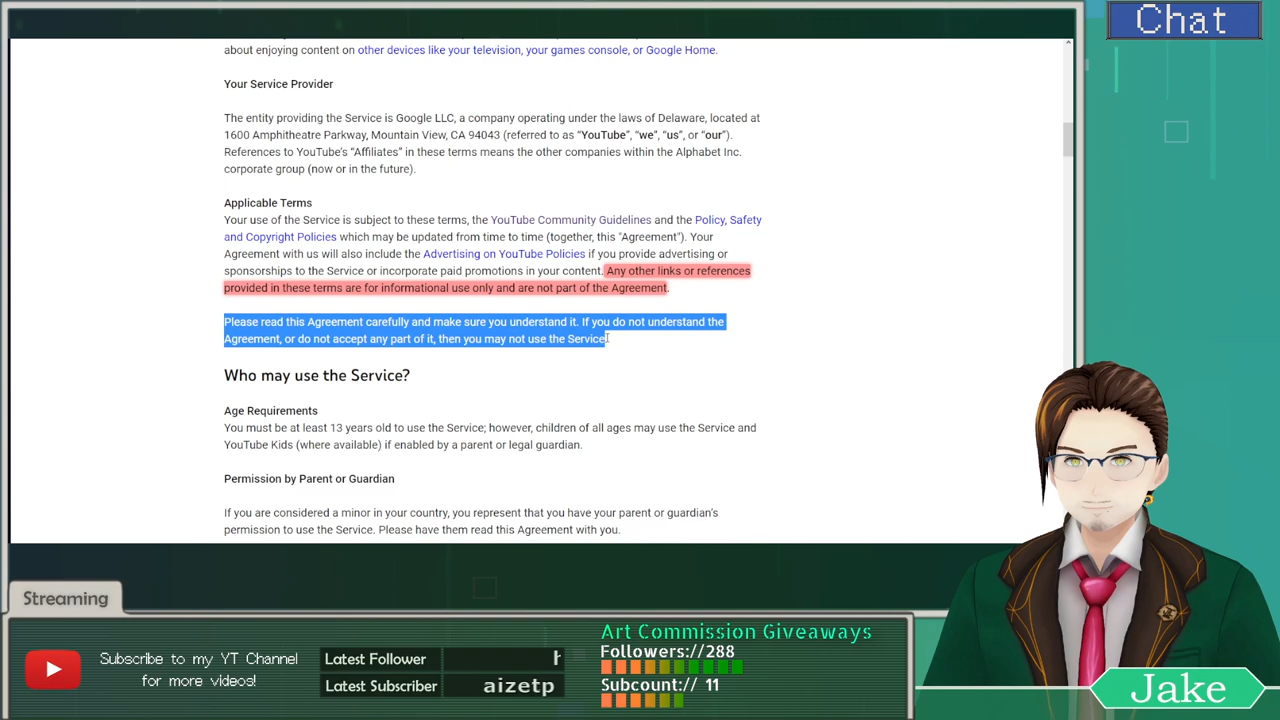 Chat
about enjoying content on other devices like your television, your games console, or Google Home.
Your Service Provider
The entity providing the Service is Google LLC, a company operating under the laws of Delaware, located at
1600 Amphitheatre Parkway, Mountain View, CA 94043 (referred to as “YouTube”, “we”, “us”, or “our”).
References to YouTube’s “Affiliates” in these terms means the other companies within the Alphabet Inc.
corporate group (now or in the future).
Applicable Terms
Your use of the Service is subject to these terms, the YouTube Community Guidelines and the Policy, Safety
and Copyright Policies which may be updated from time to time (together, this "Agreement"). Your
Agreement with us will also include the Advertising on YouTube Policies if you provide advertising or
sponsorships to the Service or incorporate paid promotions in your content. Any other links or references
provided in these terms are for informational use only and are not part of the Agreement.
Please read this Agreement carefully and make sure you understand it. If you do not understand the
Agreement, or do not accept any part of it, then you may not use the Service.
Who may use the Service?
Age Requirements
You must be at least 13 years old to use the Service; however, children of all ages may use the Service and
YouTube Kids (where available) if enabled by a parent or legal guardian.
Permission by Parent or Guardian
If you are considered a minor in your country, you represent that you have your parent or guardian’s
permission to use the Service. Please have them read this Agreement with you.
Streaming
Subscribe to my YT Channel
for more videos!
Latest Follower h
Latest Subscriber aizetp
Art Commission Giveaways
Followers://288
Subcount:// 11
Jake